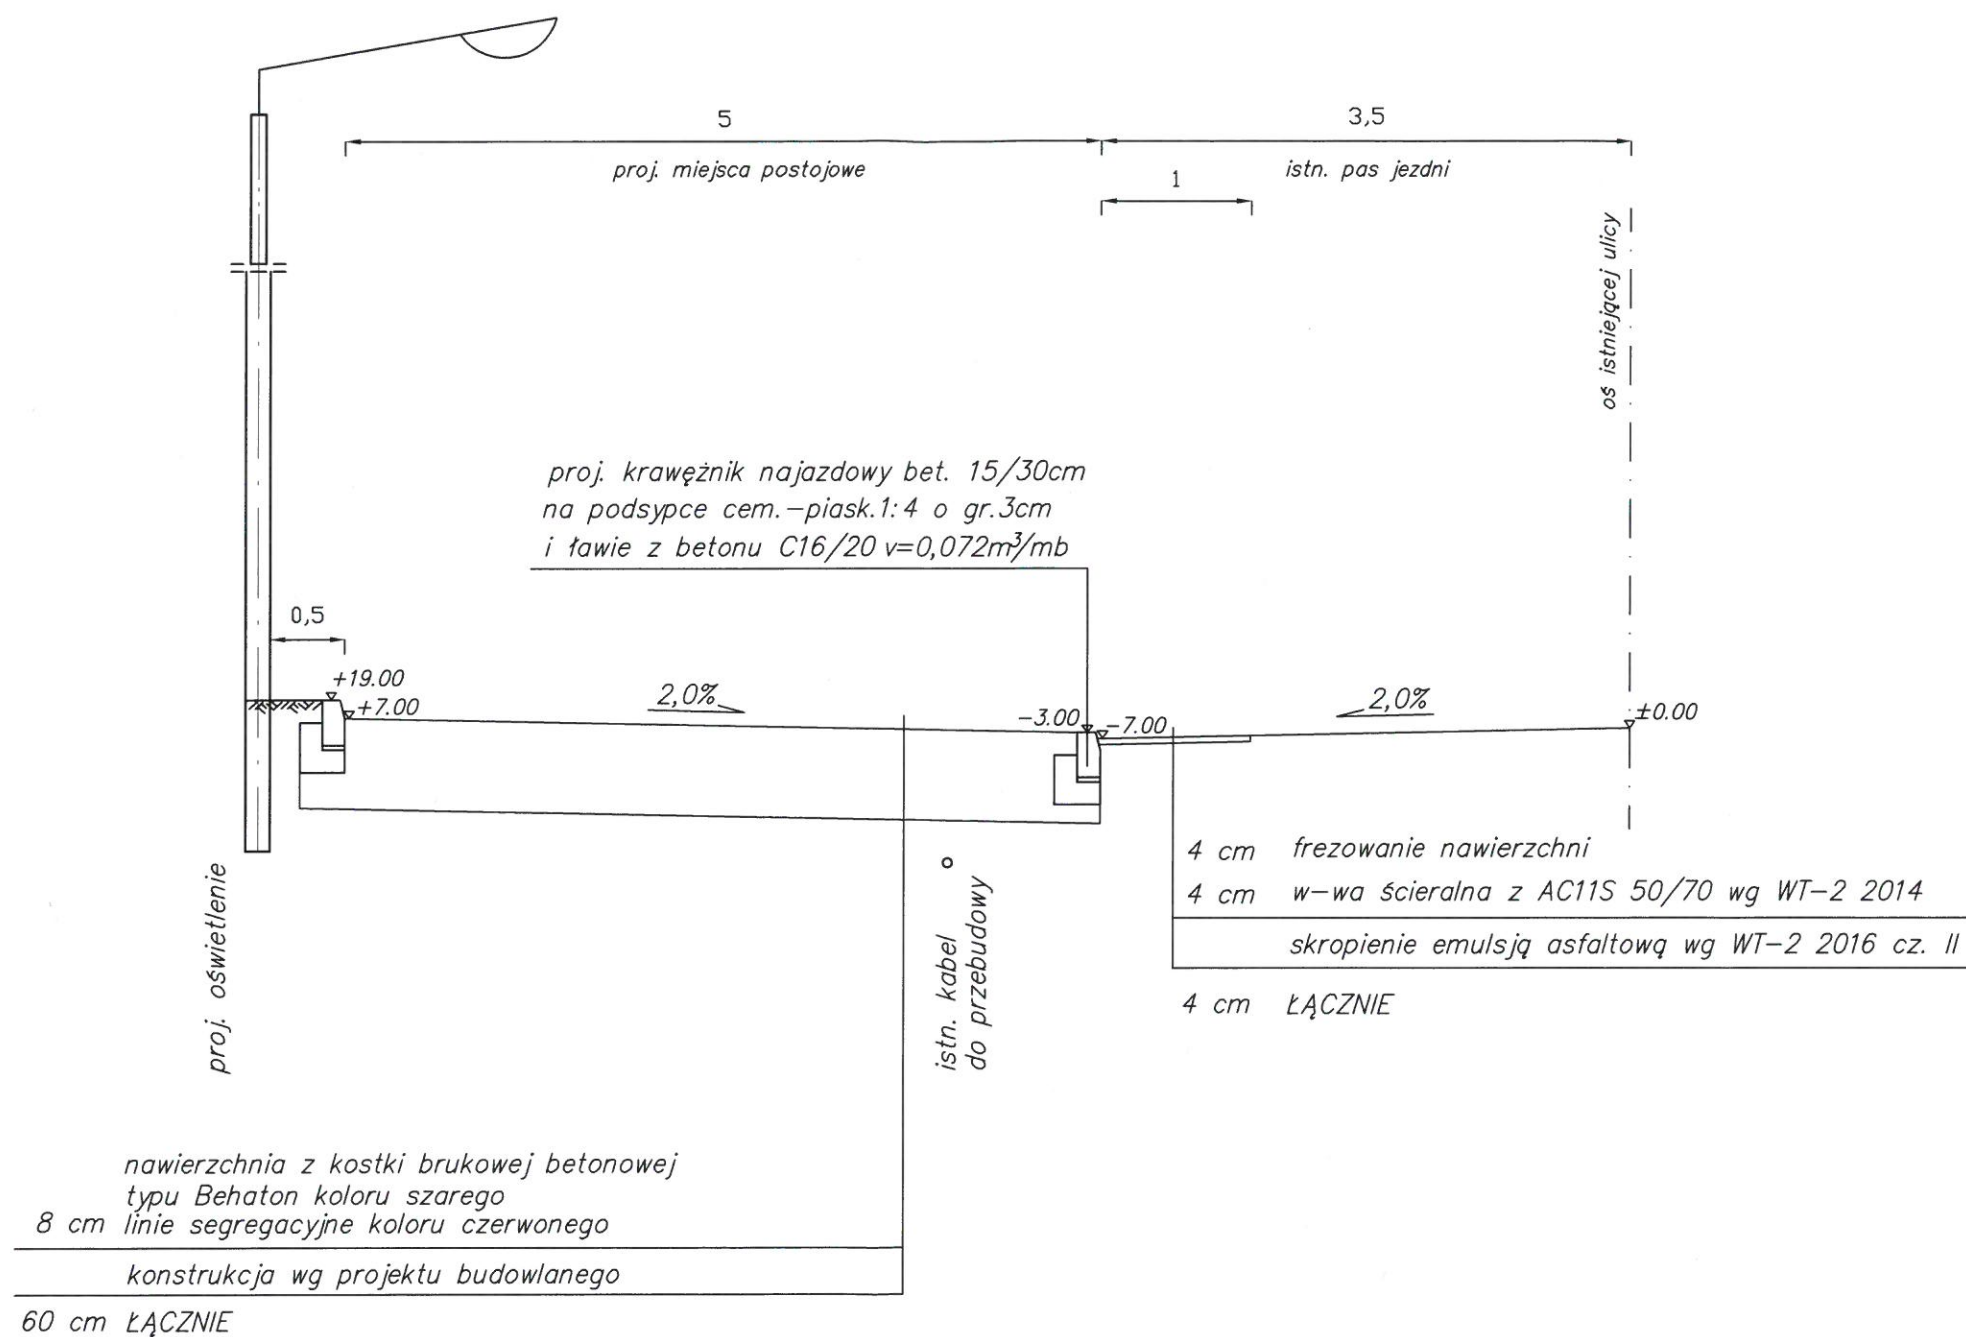 5
3,5
proj. miejsca postojowe
istn. pas jezdni
1
oś istniejącej ulicy
proj. krawężnik najazdowy bet. 15/30cm
na podsypce cem.-piask.1:4 o gr.3cm
i ławie z betonu C16/20 v=0,072m³/mb
0,5
+19.00
+7.00
2,0%
-3.00
-7.00
2,0%
±0.00
proj. oświetlenie
istn. kabel
do przebudowy
4 cm frezowanie nawierzchni
4 cm w-wa ścieralna z AC11S 50/70 wg WT-2 2014
skropienie emulsją asfaltową wg WT-2 2016 cz. II
4 cm ŁĄCZNIE
nawierzchnia z kostki brukowej betonowej
typu Behaton koloru szarego
8 cm linie segregacyjne koloru czerwonego
konstrukcja wg projektu budowlanego
60 cm ŁĄCZNIE